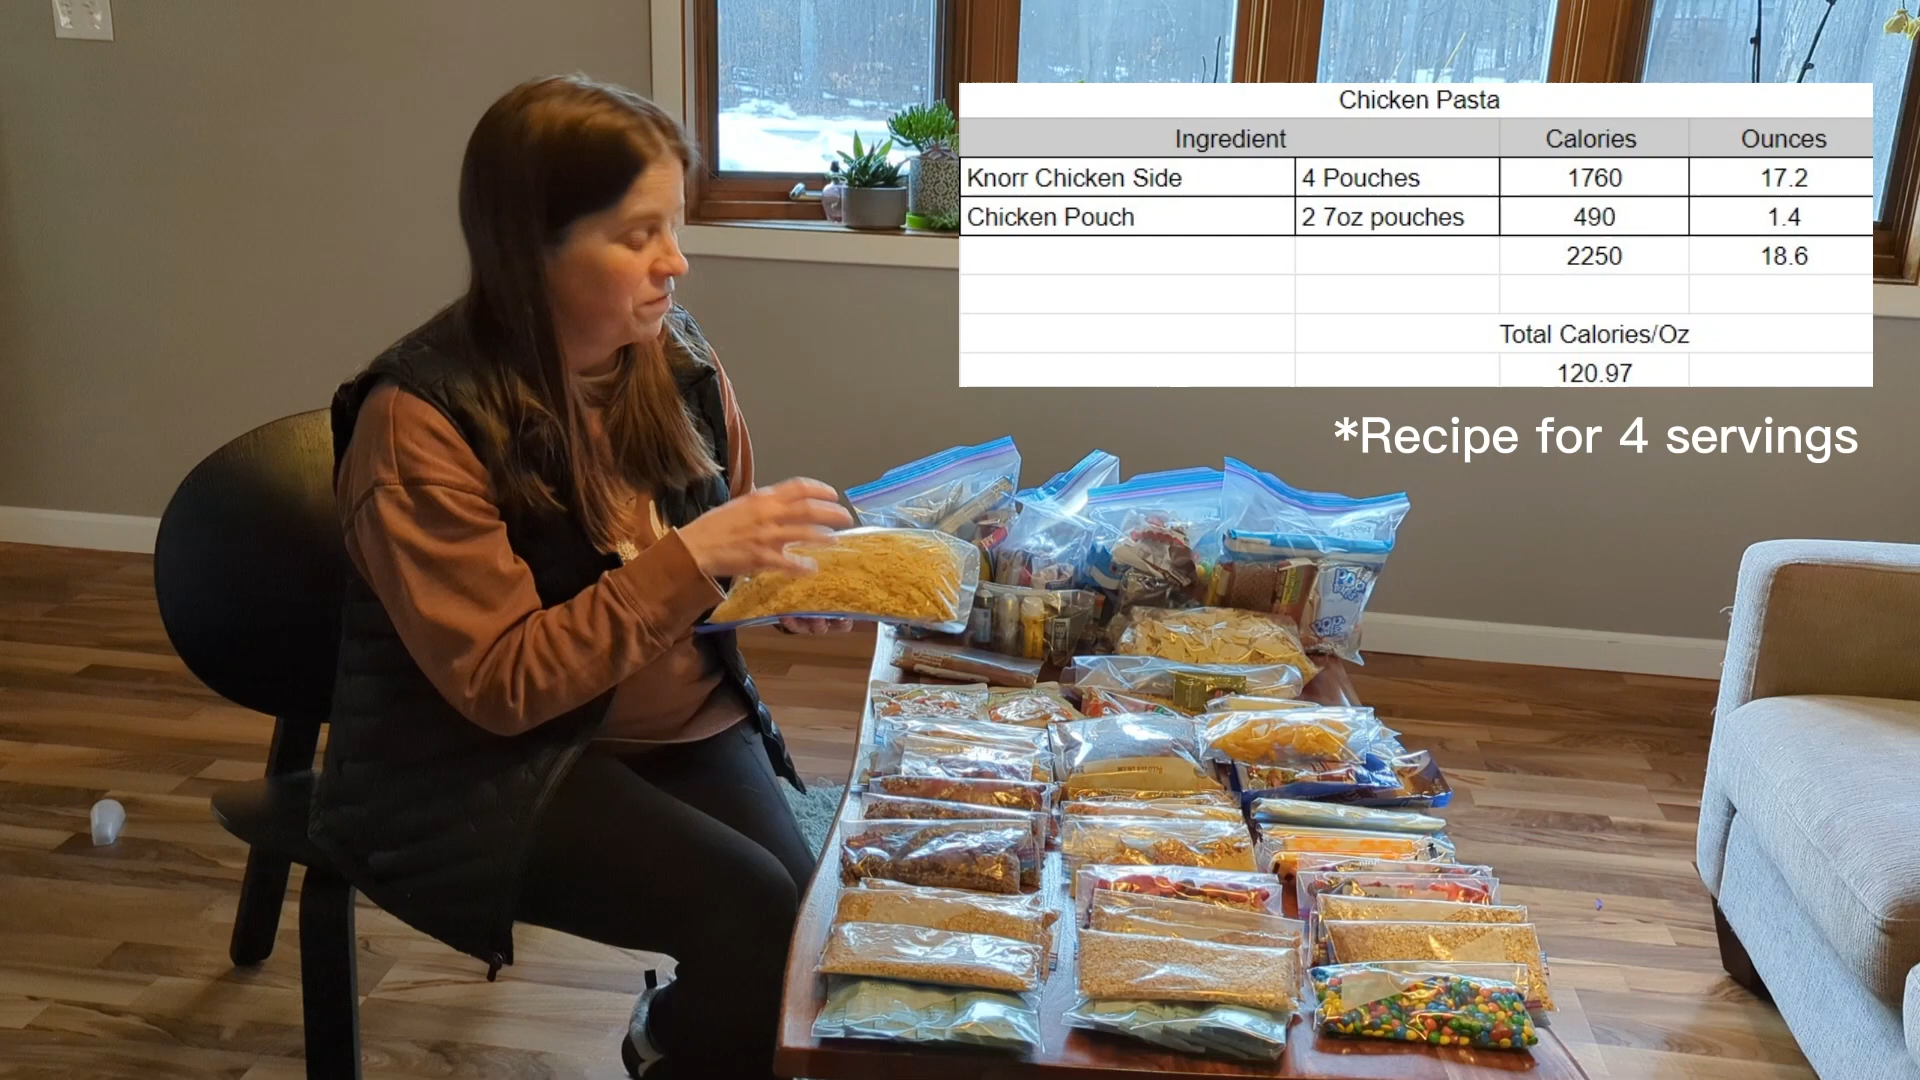 Chicken Pasta
Ingredient Calories Ounces
Knorr Chicken Side 4 Pouches 1760 17.2
Chicken Pouch 2 7oz pouches 490 1.4
2250 18.6
Total Calories/Oz
120.97
*Recipe for 4 servings